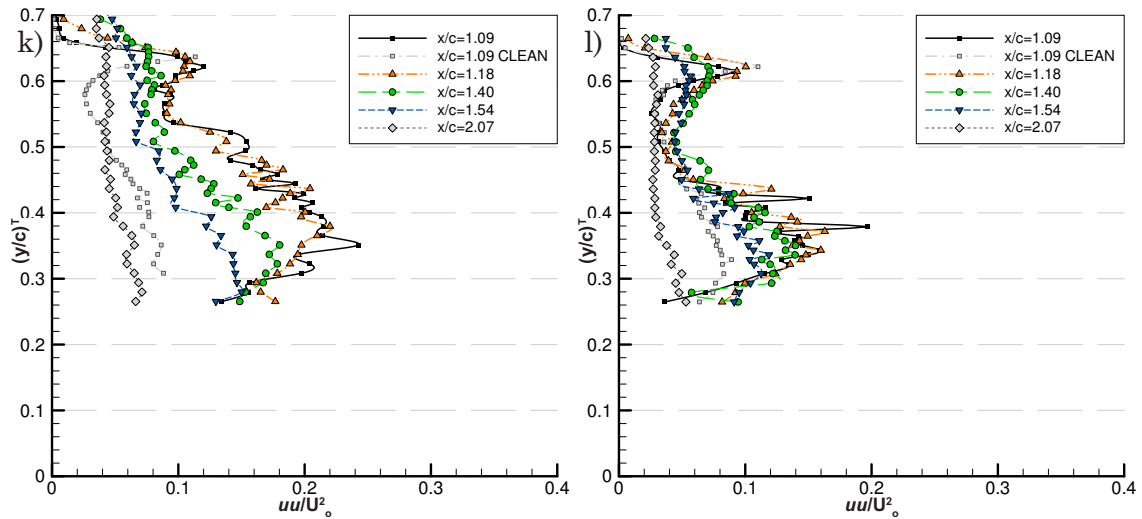 k)
(y/c)ᵀ
0.7
0.6
0.5
0.4
0.3
0.2
0.1
0
0
0.1
0.2
0.3
0.4
uu/U²ₒ
x/c=1.09
x/c=1.09 CLEAN
x/c=1.18
x/c=1.40
x/c=1.54
x/c=2.07
l)
(y/c)ᵀ
0.7
0.6
0.5
0.4
0.3
0.2
0.1
0
0
0.1
0.2
0.3
0.4
uu/U²ₒ
x/c=1.09
x/c=1.09 CLEAN
x/c=1.18
x/c=1.40
x/c=1.54
x/c=2.07